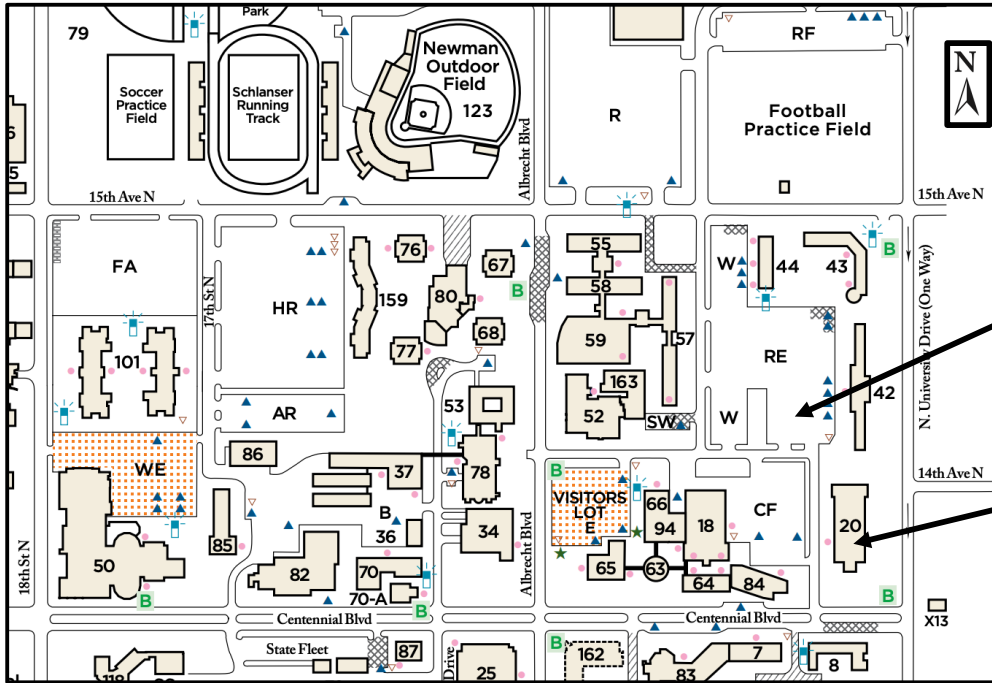 Park
79
Newman
Outdoor
Field
123
Soccer
Practice
Field
Schlanser
Running
Track
Albrecht Blvd
R
RF
N
Football
Practice Field
15th Ave N
15th Ave N
15th Ave N
FA
17th St N
HR
159
76
67
80
B
68
77
55
58
59
57
W
44
43
B
N. University Drive (One Way)
101
AR
53
163
52
SW
RE
W
42
WE
86
37
78
B
VISITORS
LOT
E
66
94
18
CF
14th Ave N
20
18th St N
50
85
B
36
34
Albrecht Blvd
82
70
70-A
65
63
64
84
B
B
B
X13
Centennial Blvd
Centennial Blvd
State Fleet
87
Drive
25
B
162
7
83
8